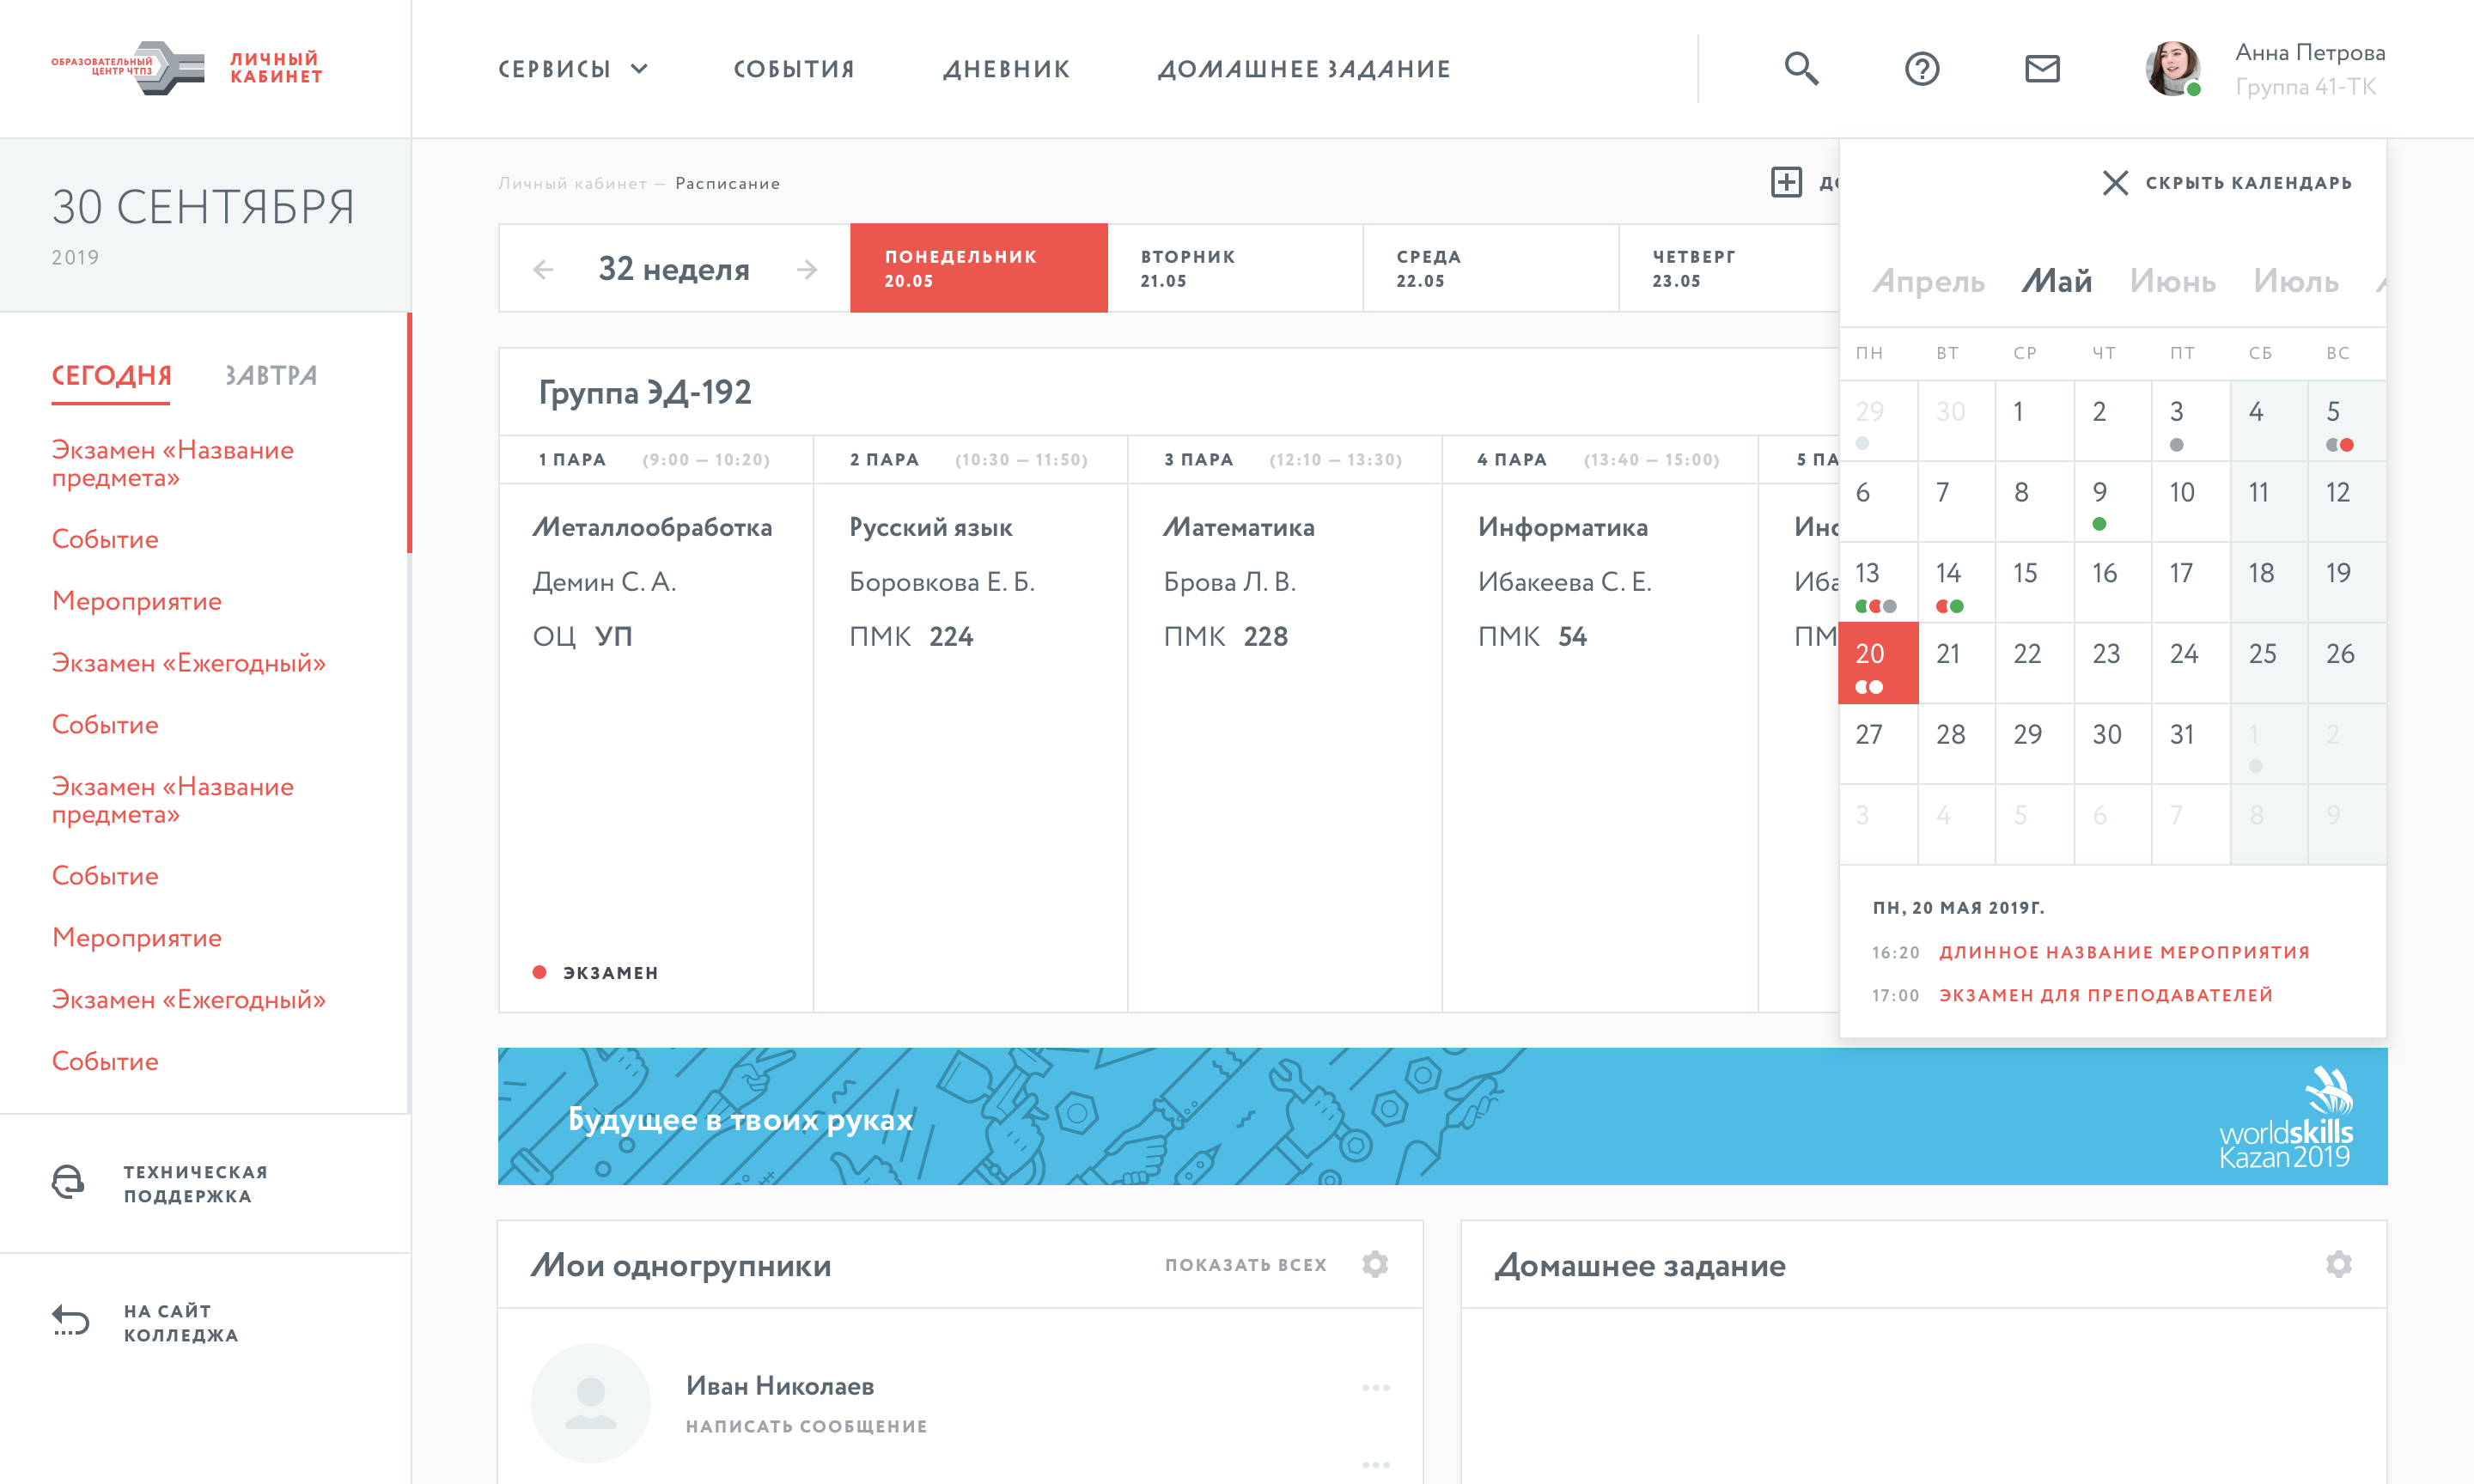 ОБРАЗОВАТЕЛЬНЫЙ
ЦЕНТР ЧТПЗ
ЛИЧНЫЙ
КАБИНЕТ
СЕРВИСЫ
СОБЫТИЯ
ДНЕВНИК
ДОМАШНЕЕ ЗАДАНИЕ
Анна Петрова
Группа 41-ТК
30 СЕНТЯБРЯ
2019
СЕГОДНЯ
ЗАВТРА
Экзамен «Название
предмета»
Событие
Мероприятие
Экзамен «Ежегодный»
Событие
Экзамен «Название
предмета»
Событие
Мероприятие
Экзамен «Ежегодный»
Событие
ТЕХНИЧЕСКАЯ
ПОДДЕРЖКА
НА САЙТ
КОЛЛЕДЖА
Личный кабинет — Расписание
32 неделя
ПОНЕДЕЛЬНИК
20.05
ВТОРНИК
21.05
СРЕДА
22.05
ЧЕТВЕРГ
23.05
Группа ЭД-192
1 ПАРА (9:00 — 10:20)
2 ПАРА (10:30 — 11:50)
3 ПАРА (12:10 — 13:30)
4 ПАРА (13:40 — 15:00)
5 ПА
Металлообработка
Демин С. А.
ОЦ УП
ЭКЗАМЕН
Русский язык
Боровкова Е. Б.
ПМК 224
Математика
Брова Л. В.
ПМК 228
Информатика
Ибакеева С. Е.
ПМК 54
Иба
ПМ
СКРЫТЬ КАЛЕНДАРЬ
Апрель Май Июнь Июль
ПН ВТ СР ЧТ ПТ СБ ВС
29 30 1 2 3 4 5
6 7 8 9 10 11 12
13 14 15 16 17 18 19
20 21 22 23 24 25 26
27 28 29 30 31 1 2
3 4 5 6 7 8 9
ПН, 20 МАЯ 2019Г.
16:20 ДЛИННОЕ НАЗВАНИЕ МЕРОПРИЯТИЯ
17:00 ЭКЗАМЕН ДЛЯ ПРЕПОДАВАТЕЛЕЙ
Будущее в твоих руках
worldskills
Kazan 2019
Мои одногрупники
ПОКАЗАТЬ ВСЕХ
Иван Николаев
НАПИСАТЬ СООБЩЕНИЕ
Домашнее задание